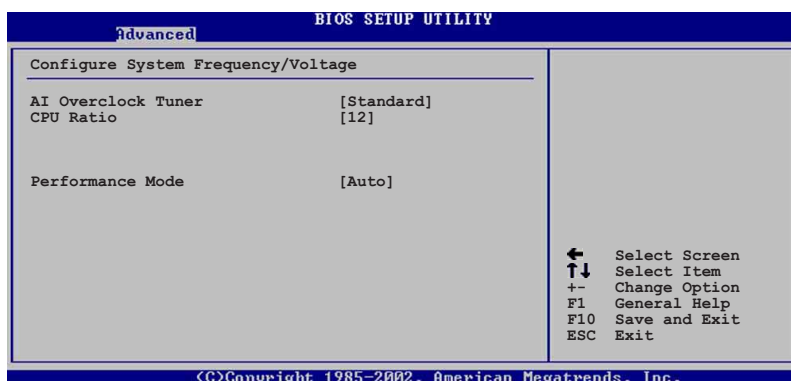 BIOS SETUP UTILITY
Advanced
Configure System Frequency/Voltage
AI Overclock Tuner [Standard]
CPU Ratio [12]
Performance Mode [Auto]
← Select Screen
↑↓ Select Item
+- Change Option
F1 General Help
F10 Save and Exit
ESC Exit
(C)Copyright 1985-2002, American Megatrends, Inc.